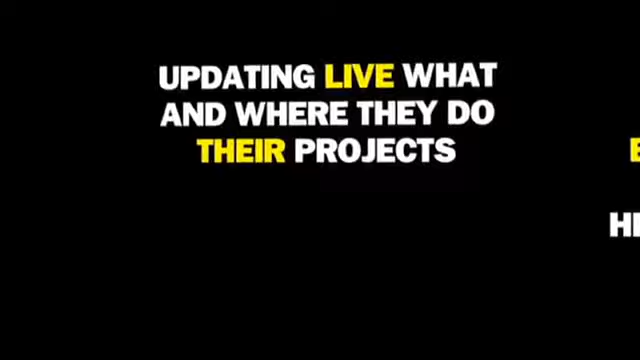 UPDATING LIVE WHAT
AND WHERE THEY DO
THEIR PROJECTS